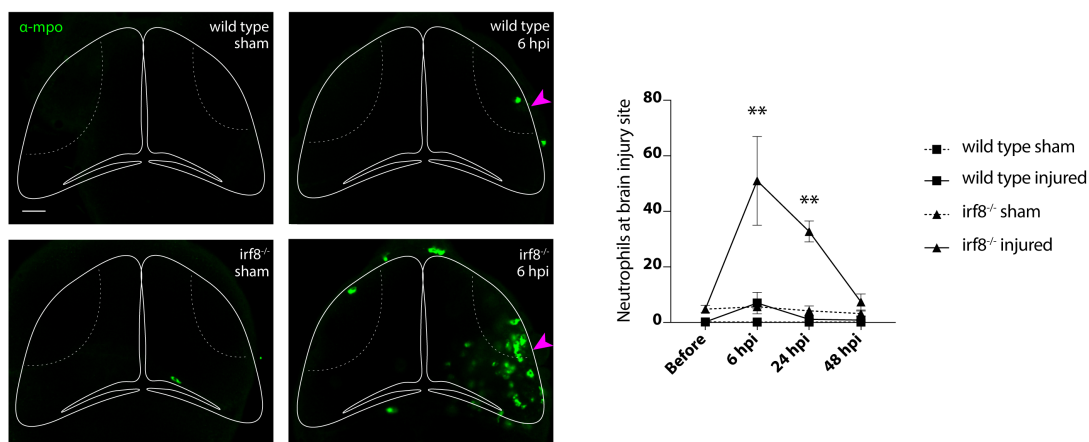 α-mpo
wild type
sham
wild type
6 hpi
irf8-/-
sham
irf8-/-
6 hpi
Neutrophils at brain injury site
80
60
40
20
0
**
**
Before
6 hpi
24 hpi
48 hpi
wild type sham
wild type injured
irf8-/- sham
irf8-/- injured